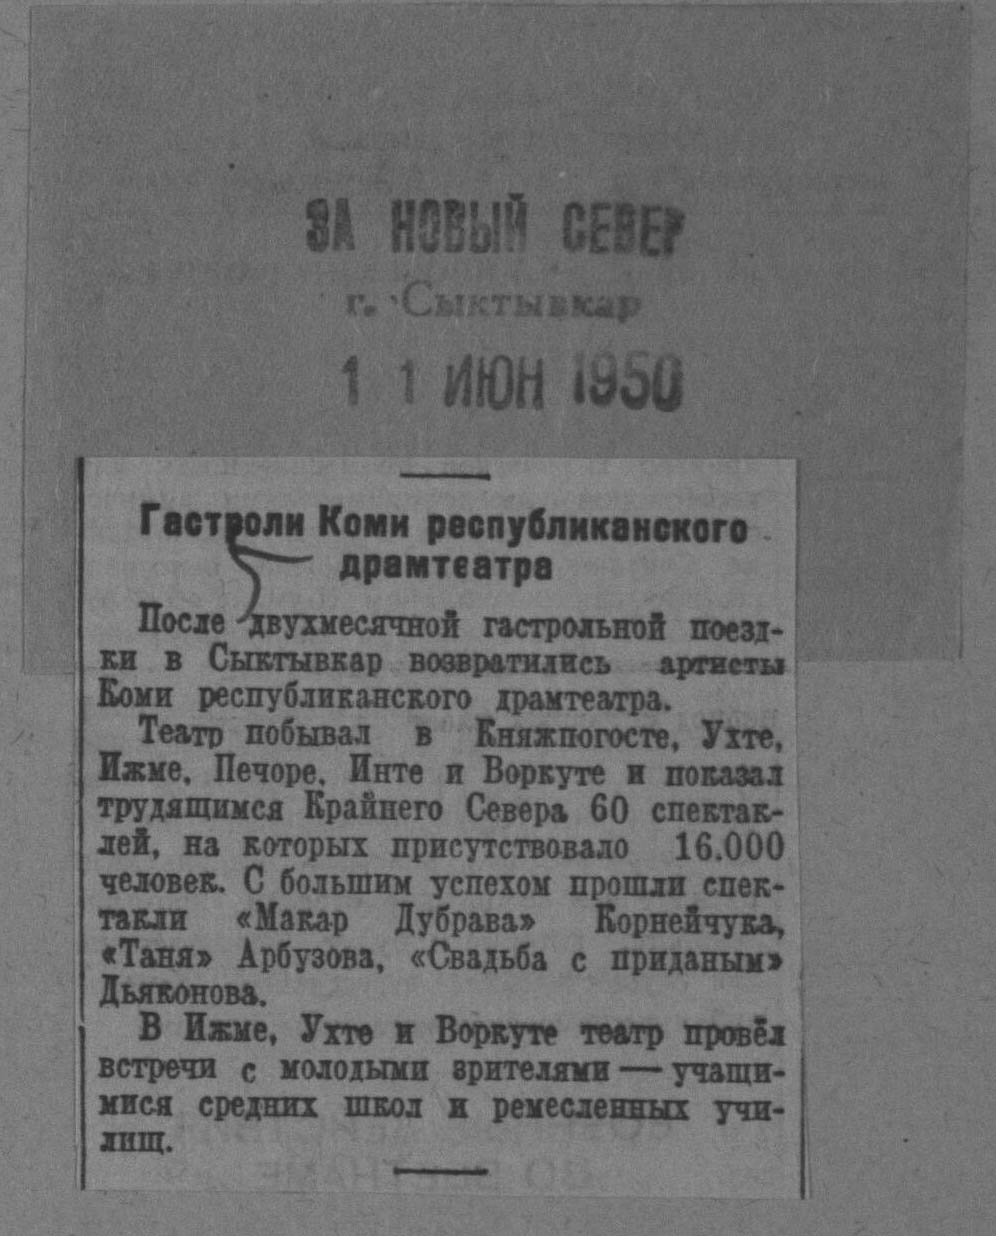 ЗА НОВЫЙ СЕВЕР
г. Сыктывкар
11 ИЮН 1950
Гастроли Коми республиканского
драмтеатра
После двухмесячной гастрольной поезд-
ки в Сыктывкар возвратились артисты
Коми республиканского драмтеатра.
Театр побывал в Княжпогосте, Ухте,
Ижме, Печоре, Инте и Воркуте и показал
трудящимся Крайнего Севера 60 спектак-
лей, на которых присутствовало 16.000
человек. С большим успехом прошли спек-
такли «Макар Дубрава» Корнейчука,
«Таня» Арбузова, «Свадьба с приданым»
Дьяконова.
В Ижме, Ухте и Воркуте театр провёл
встречи с молодыми зрителями — учащи-
мися средних школ и ремесленных учи-
лищ.